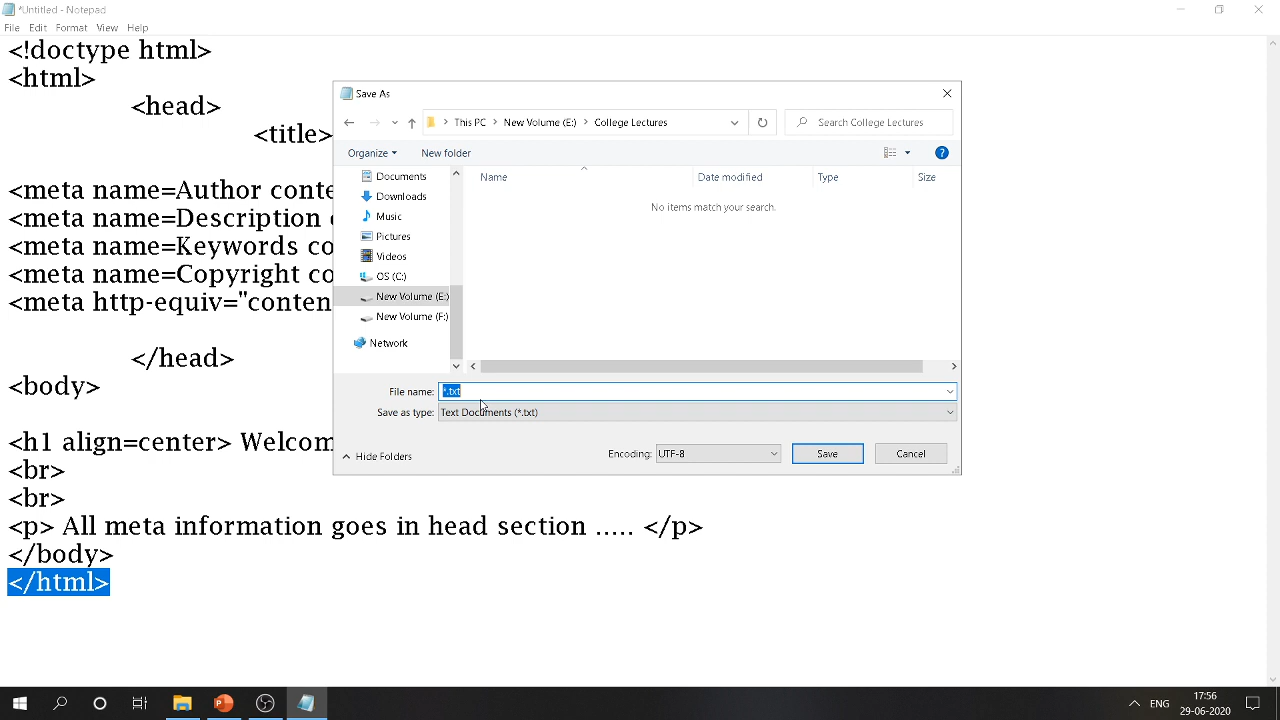 *Untitled - Notepad
File Edit Format View Help
<!doctype html>
<html>
<head>
<title>
<meta name=Author conte
<meta name=Description
<meta name=Keywords co
<meta name=Copyright co
<meta http-equiv="conten
</head>
<body>
<h1 align=center> Welcom
<br>
<br>
<p> All meta information goes in head section ..... </p>
</body>
</html>
Save As
This PC > New Volume (E:) > College Lectures
Search College Lectures
Organize
New folder
Documents
Downloads
Music
Pictures
Videos
OS (C:)
New Volume (E:)
New Volume (F:)
Network
Name Date modified Type Size
No items match your search.
File name: *.txt
Save as type: Text Documents (*.txt)
Hide Folders
Encoding: UTF-8
Save
Cancel
ENG
17:56
29-06-2020